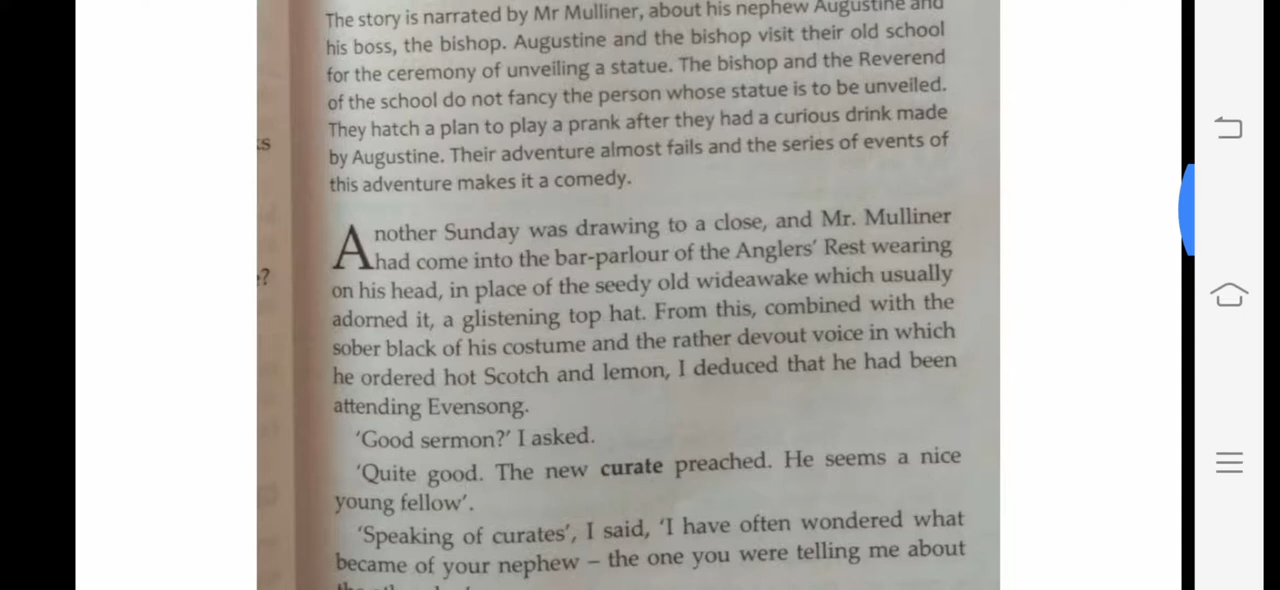 The story is narrated by Mr Mulliner, about his nephew Augustine and
his boss, the bishop. Augustine and the bishop visit their old school
for the ceremony of unveiling a statue. The bishop and the Reverend
of the school do not fancy the person whose statue is to be unveiled.
They hatch a plan to play a prank after they had a curious drink made
by Augustine. Their adventure almost fails and the series of events of
this adventure makes it a comedy.
Another Sunday was drawing to a close, and Mr. Mulliner
had come into the bar-parlour of the Anglers' Rest wearing
on his head, in place of the seedy old wideawake which usually
adorned it, a glistening top hat. From this, combined with the
sober black of his costume and the rather devout voice in which
he ordered hot Scotch and lemon, I deduced that he had been
attending Evensong.
'Good sermon?' I asked.
'Quite good. The new curate preached. He seems a nice
young fellow'.
'Speaking of curates', I said, 'I have often wondered what
became of your nephew – the one you were telling me about